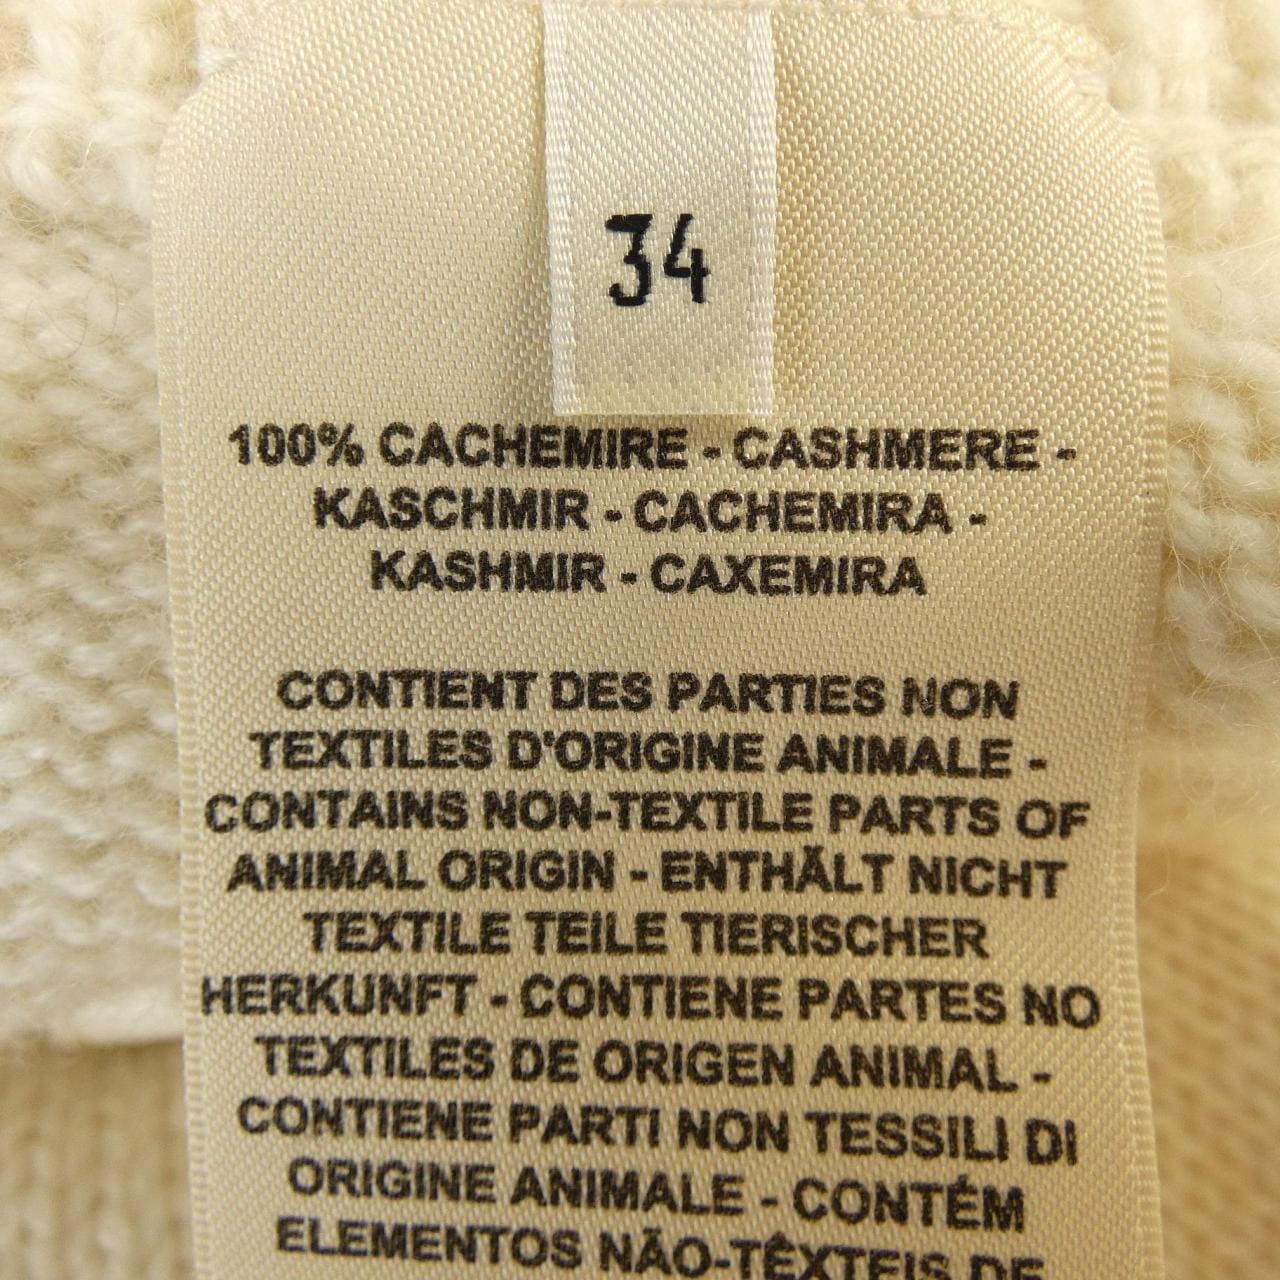 34
100% CACHEMIRE - CASHMERE -
KASCHMIR - CACHEMIRA -
KASHMIR - CAXEMIRA
CONTIENT DES PARTIES NON
TEXTILES D'ORIGINE ANIMALE -
CONTAINS NON-TEXTILE PARTS OF
ANIMAL ORIGIN - ENTHÄLT NICHT
TEXTILE TEILE TIERISCHER
HERKUNFT - CONTIENE PARTES NO
TEXTILES DE ORIGEN ANIMAL -
CONTIENE PARTI NON TESSILI DI
ORIGINE ANIMALE - CONTÉM
ELEMENTOS NÃO-TÊXTEIS DE